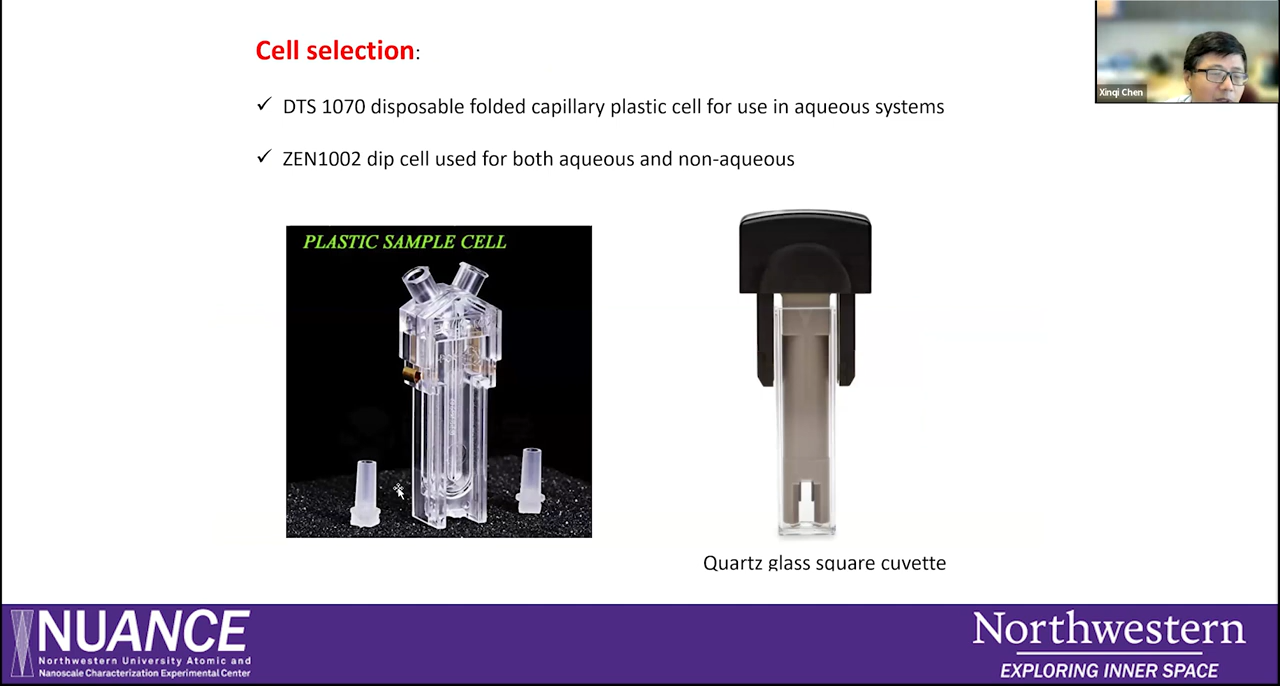 Cell selection:
✓ DTS 1070 disposable folded capillary plastic cell for use in aqueous systems
✓ ZEN1002 dip cell used for both aqueous and non-aqueous
Xinqi Chen
PLASTIC SAMPLE CELL
Quartz glass square cuvette
NUANCE
Northwestern University Atomic and
Nanoscale Characterization Experimental Center
Northwestern
EXPLORING INNER SPACE